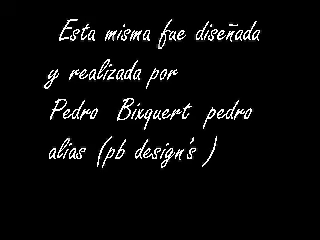 Esta misma fue diseñada
y realizada por
Pedro Bixquert pedro
alias (pb design's )